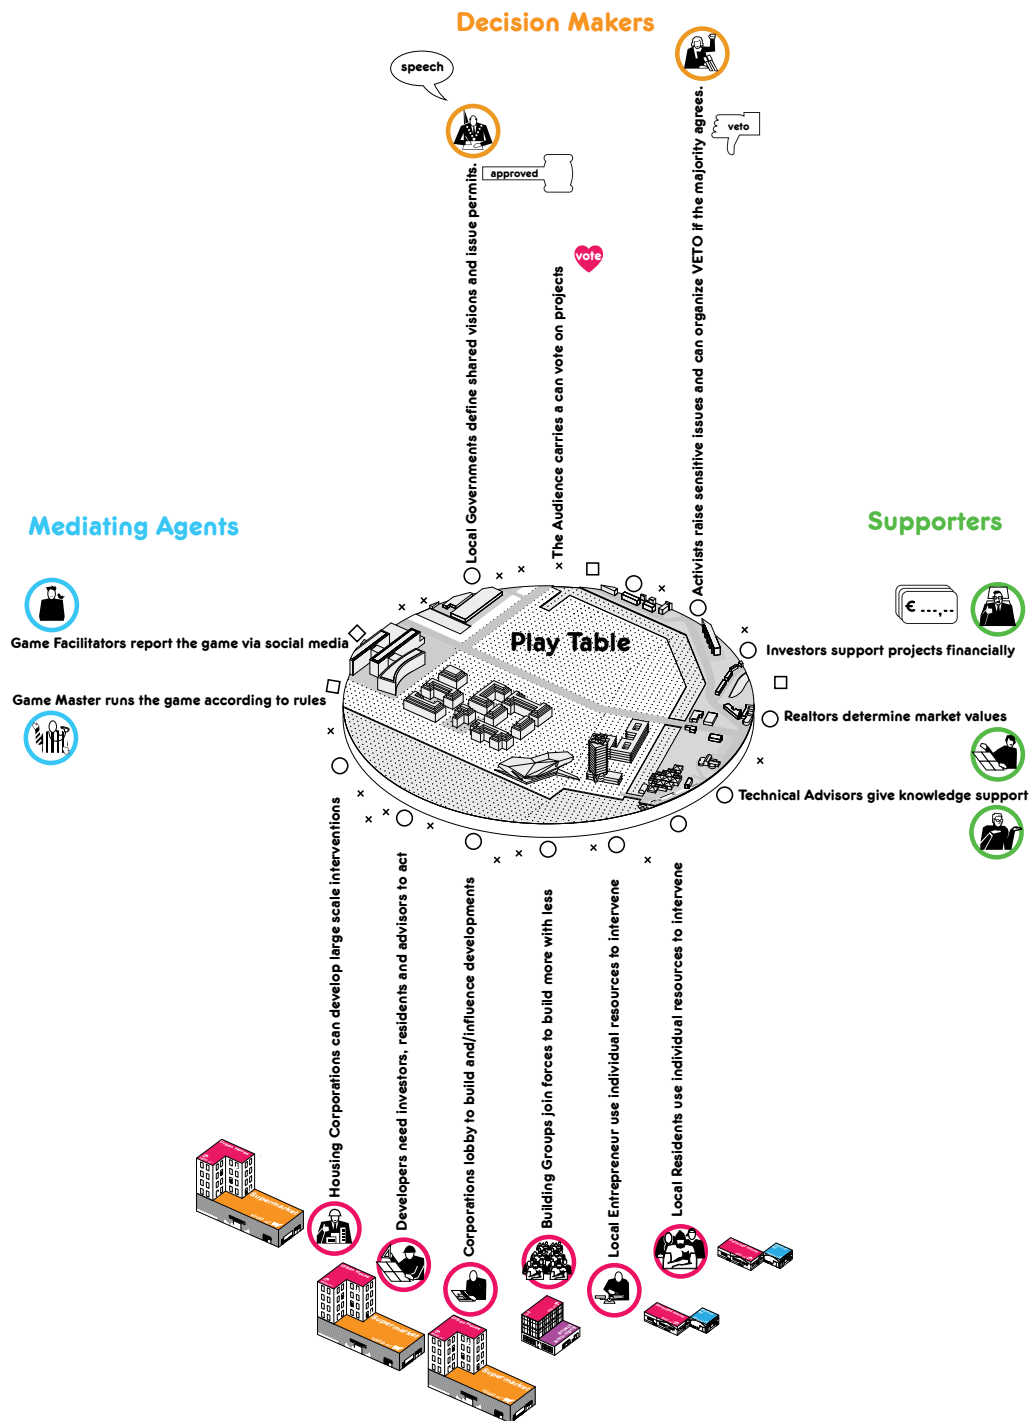 Decision Makers
speech
approved
veto
vote
Local Governments define shared visions and issue permits.
The Audience carries a can vote on projects
Activists raise sensitive issues and can organize VETO if the majority agrees.
Mediating Agents
Supporters
€ ---,--
Game Facilitators report the game via social media
Game Master runs the game according to rules
Play Table
Investors support projects financially
Realtors determine market values
Technical Advisors give knowledge support
Housing Corporations can develop large scale interventions
Developers need investors, residents and advisors to act
Corporations lobby to build and/influence developments
Building Groups join forces to build more with less
Local Entrepreneur use individual resources to intervene
Local Residents use individual resources to intervene
Supermarket
Supermarket
Supermarket